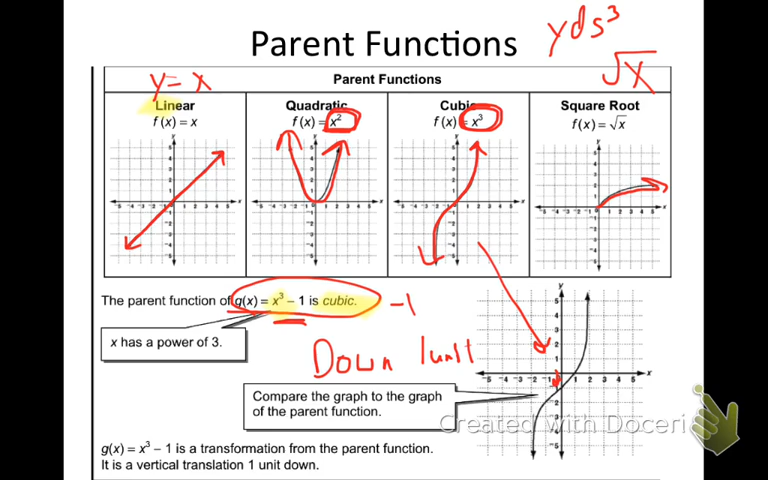 Parent Functions
yds³
√x
y = x
Parent Functions
Linear
f(x) = x
Quadratic
f(x) = x²
Cubic
f(x) = x³
Square Root
f(x) = √x
The parent function of g(x) = x³ – 1 is cubic.
-1
x has a power of 3.
Down 1unit
Compare the graph to the graph
of the parent function.
Created with Doceri
g(x) = x³ – 1 is a transformation from the parent function.
It is a vertical translation 1 unit down.